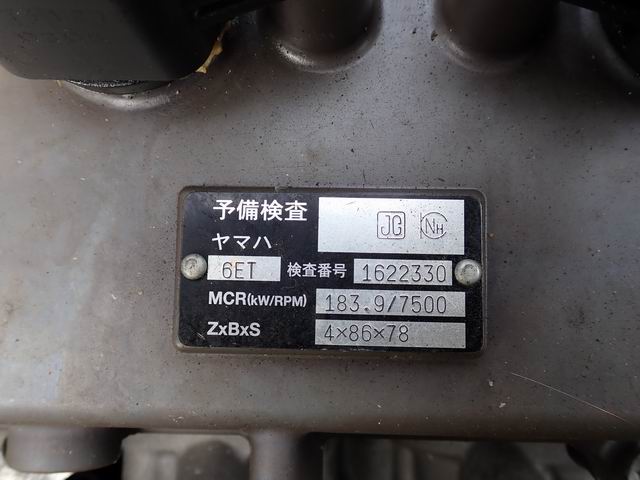 予備検査
JG NH
ヤマハ
6ET 検査番号 1622330
MCR(kW/RPM) 183.9/7500
ZxBxS 4×86×78